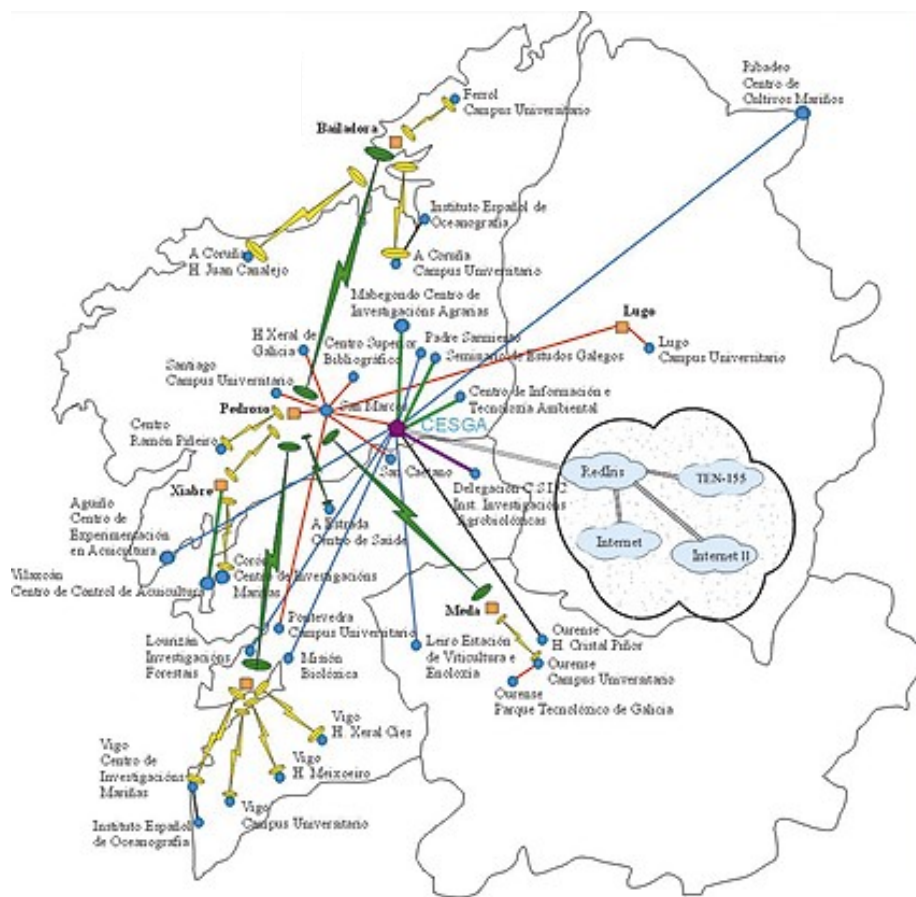 Ribadeo
Centro de
Cultivos Mariños
Ferrol
Campus Universitario
Bailadora
Instituto Español de
Oceanografia
A Coruña
H. Juan Canalejo
A Coruña
Campus Universitario
Mabegondo Centro de
Investigacións Agrarias
Lugo
H.Xeral de
Galicia
Centro Superior
Bibliográfico
Padre Sarmiento
Seminario de Estudos Galegos
Lugo
Campus Universitario
Santiago
Campus Universitario
Pedroso
San Marcos
Centro de Información e
Tecnoloxía Ambiental
CESGA
Centro
Ramón Piñeiro
San Caetano
RedIris
TEN-155
Xiabre
Delegación C.S.I.C.
Inst. Investigacións
Agrobiolóxicas
Aguiño
Centro de
Experimentación
en Acuicultura
A Estrada
Centro de Saúde
Internet
Internet II
Corón
Centro de Investigacións
Mariñas
Vilaxoán
Centro de Control de Acuicultura
Meda
Pontevedra
Campus Universitario
Lourizán
Investigacións
Forestais
Misión
Biolóxica
Leiro Estación
de Viticultura e
Enoloxía
Ourense
H. Cristal Piñor
Ourense
Campus Universitario
Ourense
Parque Tecnolóxico de Galicia
Vigo
H. Xeral Cies
Vigo
Centro de
Investigacións
Mariñas
Vigo
H. Meixoeiro
Vigo
Campus Universitario
Instituto Español
de Oceanografia